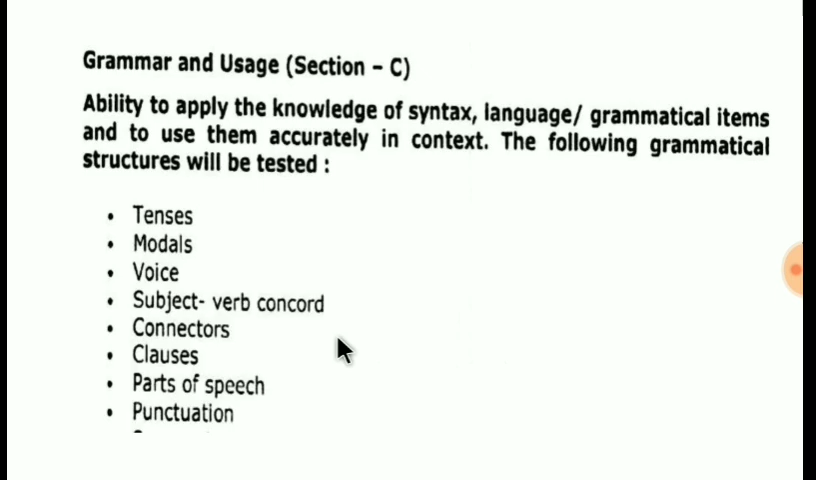 Grammar and Usage (Section – C)
Ability to apply the knowledge of syntax, language/ grammatical items
and to use them accurately in context. The following grammatical
structures will be tested :
• Tenses
• Modals
• Voice
• Subject- verb concord
• Connectors
• Clauses
• Parts of speech
• Punctuation